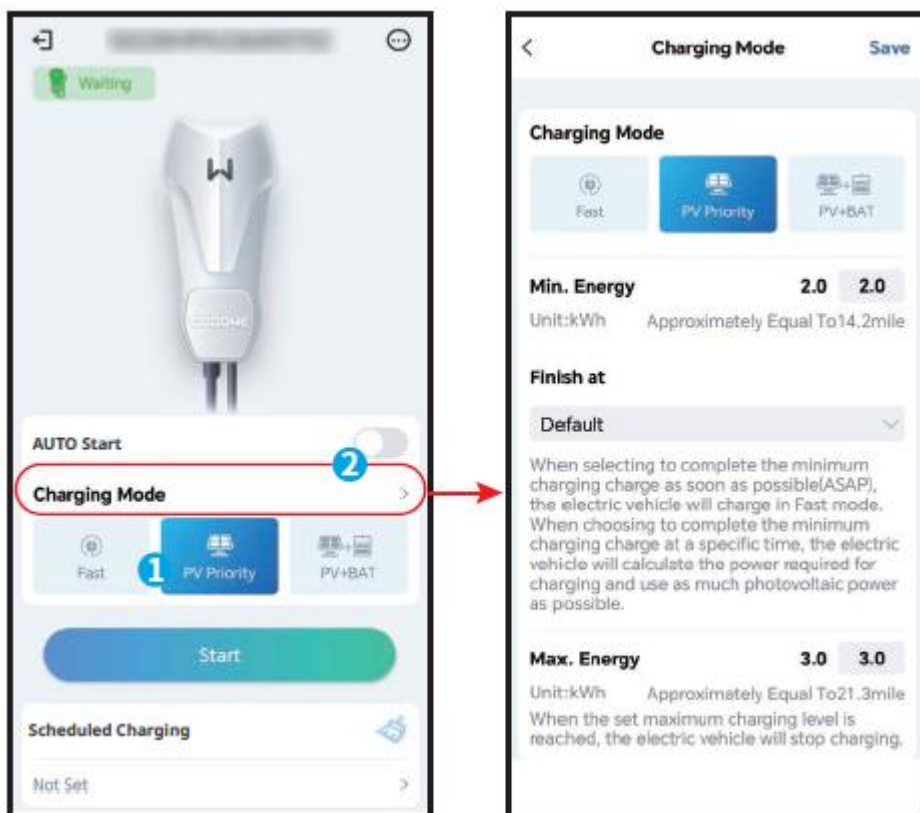 Waiting
AUTO Start
2
Charging Mode
1
Fast
PV Priority
PV+BAT
Start
Scheduled Charging
Not Set
Charging Mode
Save
Charging Mode
Fast
PV Priority
PV+BAT
Min. Energy 2.0 2.0
Unit:kWh Approximately Equal To14.2mile
Finish at
Default
When selecting to complete the minimum
charging charge as soon as possible(ASAP),
the electric vehicle will charge in Fast mode.
When choosing to complete the minimum
charging charge at a specific time, the electric
vehicle will calculate the power required for
charging and use as much photovoltaic power
as possible.
Max. Energy 3.0 3.0
Unit:kWh Approximately Equal To21.3mile
When the set maximum charging level is
reached, the electric vehicle will stop charging.